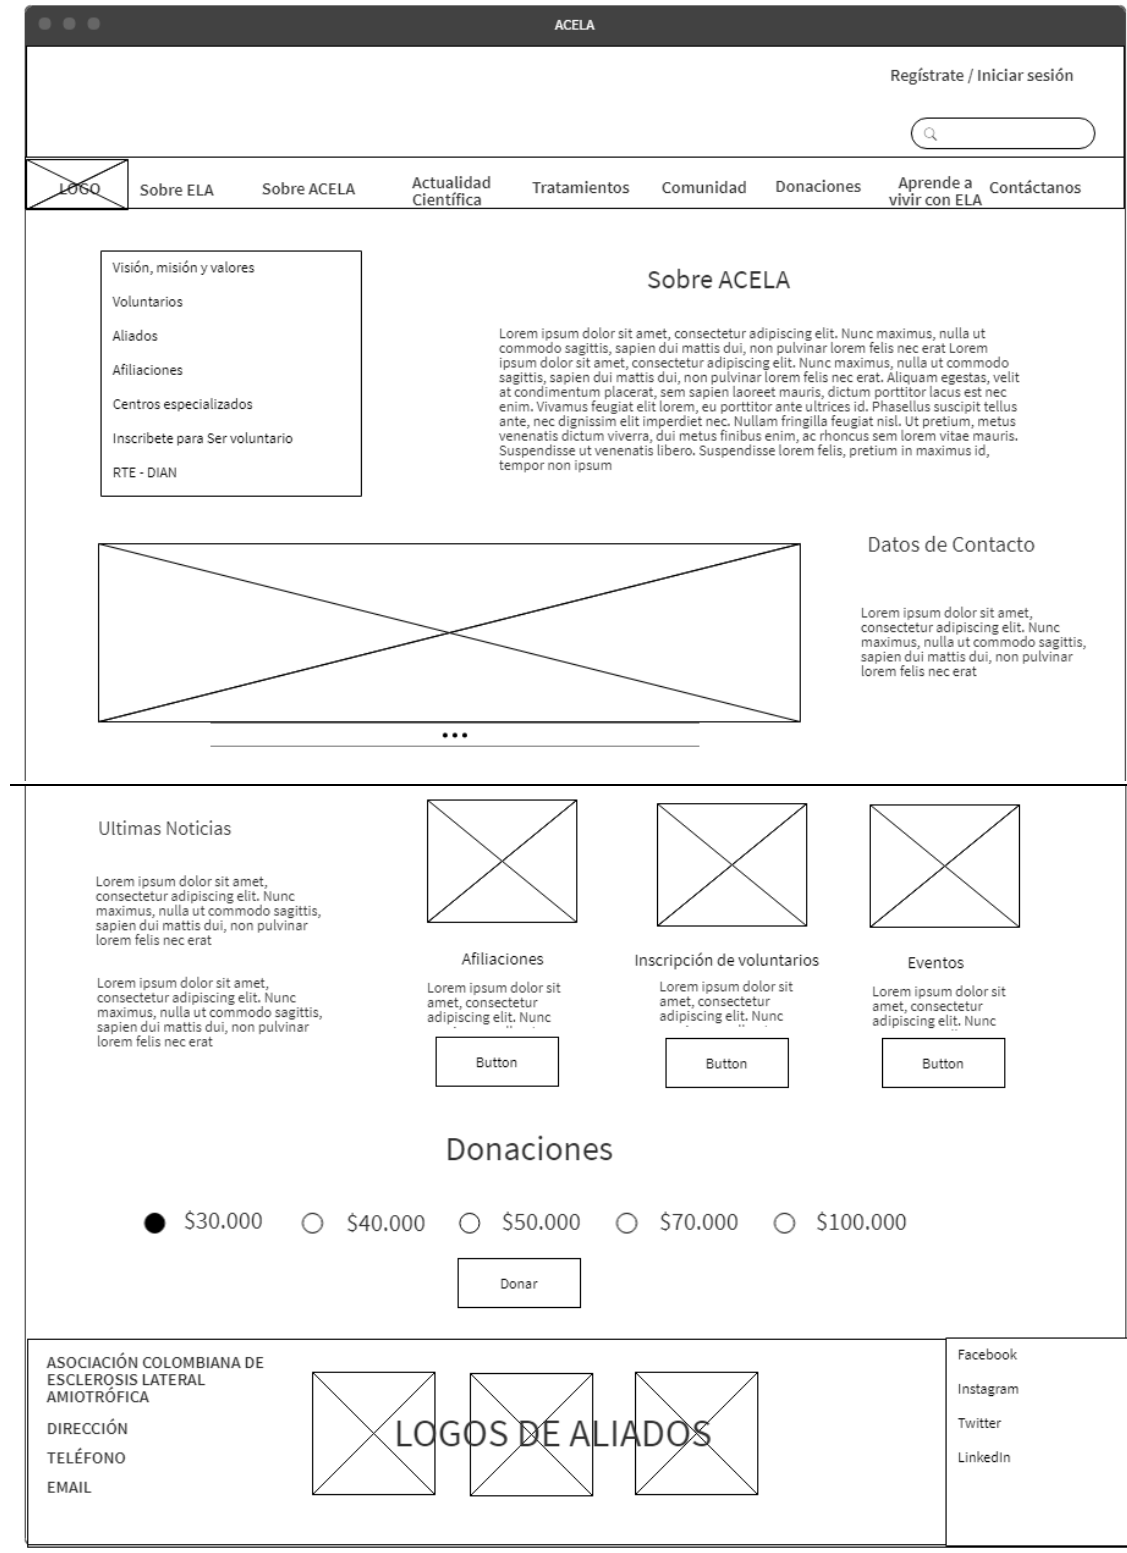 ACELA
Regístrate / Iniciar sesión
LOGO
Sobre ELA
Sobre ACELA
Actualidad
Científica
Tratamientos
Comunidad
Donaciones
Aprende a
vivir con ELA
Contáctanos
Visión, misión y valores
Voluntarios
Aliados
Afiliaciones
Centros especializados
Inscribete para Ser voluntario
RTE - DIAN
Sobre ACELA
Lorem ipsum dolor sit amet, consectetur adipiscing elit. Nunc maximus, nulla ut
commodo sagittis, sapien dui mattis dui, non pulvinar lorem felis nec erat Lorem
ipsum dolor sit amet, consectetur adipiscing elit. Nunc maximus, nulla ut commodo
sagittis, sapien dui mattis dui, non pulvinar lorem felis nec erat. Aliquam egestas, velit
at condimentum placerat, sem sapien laoreet mauris, dictum porttitor lacus est nec
enim. Vivamus feugiat elit lorem, eu porttitor ante ultrices id. Phasellus suscipit tellus
ante, nec dignissim elit imperdiet nec. Nullam fringilla feugiat nisl. Ut pretium, metus
venenatis dictum viverra, dui metus finibus enim, ac rhoncus sem lorem vitae mauris.
Suspendisse ut venenatis libero. Suspendisse lorem felis, pretium in maximus id,
tempor non ipsum
Datos de Contacto
Lorem ipsum dolor sit amet,
consectetur adipiscing elit. Nunc
maximus, nulla ut commodo sagittis,
sapien dui mattis dui, non pulvinar
lorem felis nec erat
Ultimas Noticias
Lorem ipsum dolor sit amet,
consectetur adipiscing elit. Nunc
maximus, nulla ut commodo sagittis,
sapien dui mattis dui, non pulvinar
lorem felis nec erat
Lorem ipsum dolor sit amet,
consectetur adipiscing elit. Nunc
maximus, nulla ut commodo sagittis,
sapien dui mattis dui, non pulvinar
lorem felis nec erat
Afiliaciones
Lorem ipsum dolor sit
amet, consectetur
adipiscing elit. Nunc
Button
Inscripción de voluntarios
Lorem ipsum dolor sit
amet, consectetur
adipiscing elit. Nunc
Button
Eventos
Lorem ipsum dolor sit
amet, consectetur
adipiscing elit. Nunc
Button
Donaciones
$30.000
$40.000
$50.000
$70.000
$100.000
Donar
ASOCIACIÓN COLOMBIANA DE
ESCLEROSIS LATERAL
AMIOTRÓFICA
DIRECCIÓN
TELÉFONO
EMAIL
LOGOS DE ALIADOS
Facebook
Instagram
Twitter
LinkedIn